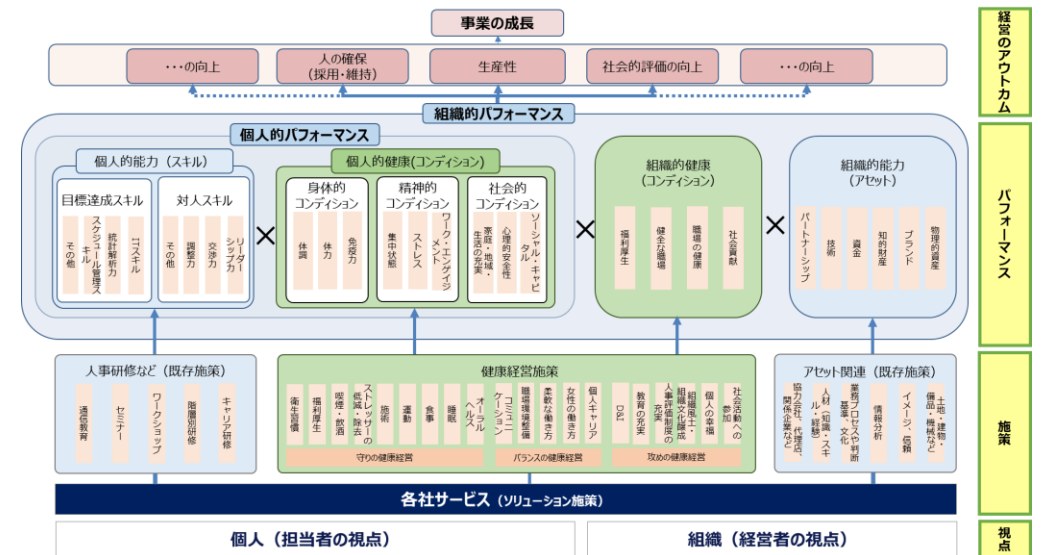 事業の成長
・・・の向上
人の確保
(採用・維持)
生産性
社会的評価の向上
・・・の向上
経営のアウトカム
組織的パフォーマンス
個人的パフォーマンス
個人的能力(スキル)
目標達成スキル
その他
スケジュール管理ス
キル
統計解析力
ITスキル
対人スキル
その他
調整力
交渉力
リーダー
シップ力
×
個人的健康(コンディション)
身体的
コンディション
体調
体力
免疫力
精神的
コンディション
集中状態
ストレス
ワーク・エンゲイジ
メント
社会的
コンディション
家庭・地域・
生活の充実
心理的安全性
ソーシャル・キャピ
タル
×
組織的健康
(コンディション)
福利厚生
健全な職場
職場の健康
社会貢献
×
組織的能力
(アセット)
パートナーシップ
技術
資金
知的財産
ブランド
物理的資産
パフォーマンス
人事研修など(既存施策)
通信教育
セミナー
ワークショップ
階層別研修
キャリア研修
健康経営施策
衛生習慣
福利厚生
喫煙・飲酒
ストレッサーの
低減・除去
施術
運動
食事
睡眠
オーラル
ヘルス
コミュニ
ケーション
職場環境整備
柔軟な働き方
女性の働き方
個人キャリア
D&I
教育の充実
人事評価制度の
充実
組織風土・
組織文化醸成
個人の幸福
社会活動への
参加
守りの健康経営
バランスの健康経営
攻めの健康経営
アセット関連(既存施策)
協力会社、代理店、
関係企業など
人材(知識・スキ
ル・経験)
業務プロセスや判断
基準、文化
情報分析
イメージ、信頼
土地・建物・
備品・機械など
施策
各社サービス(ソリューション施策)
個人(担当者の視点)
組織(経営者の視点)
視点